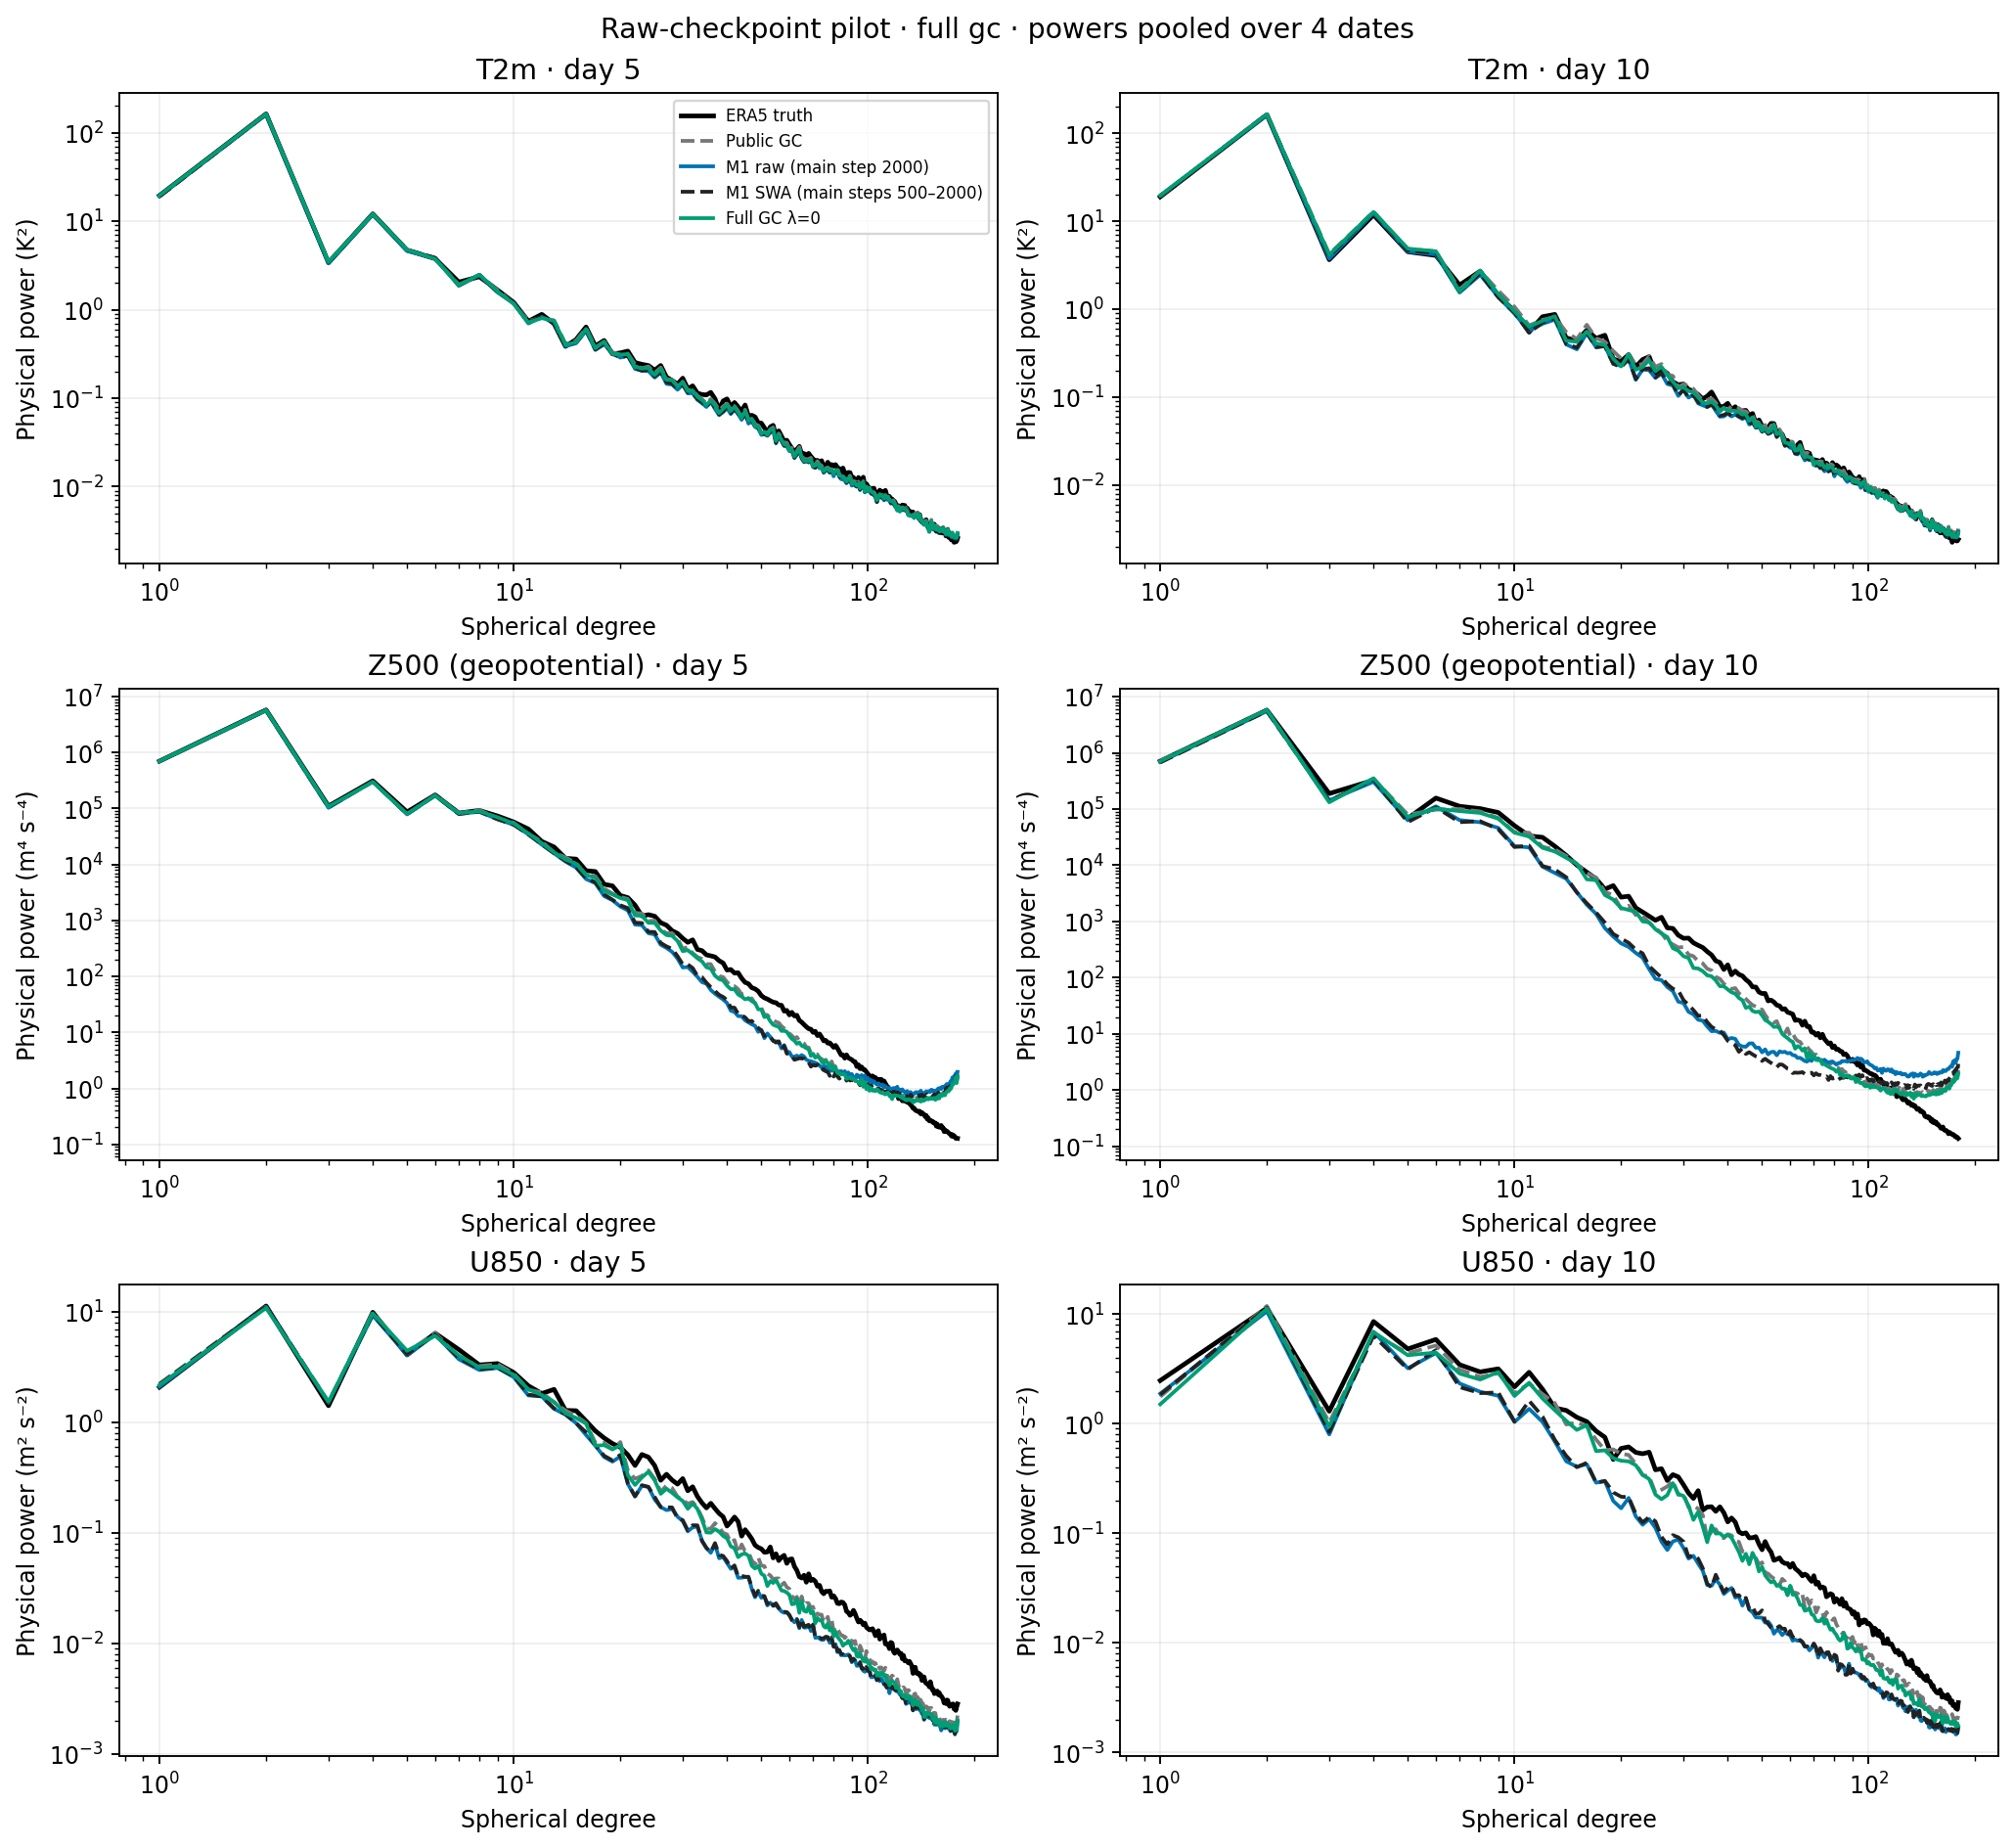 Raw-checkpoint pilot · full gc · powers pooled over 4 dates
T2m · day 5
Physical power (K²)
10²
10¹
10⁰
10⁻¹
10⁻²
ERA5 truth
Public GC
M1 raw (main step 2000)
M1 SWA (main steps 500–2000)
Full GC λ=0
10⁰ 10¹ 10²
Spherical degree
T2m · day 10
Physical power (K²)
10²
10¹
10⁰
10⁻¹
10⁻²
10⁰ 10¹ 10²
Spherical degree
Z500 (geopotential) · day 5
Physical power (m⁴ s⁻⁴)
10⁷
10⁶
10⁵
10⁴
10³
10²
10¹
10⁰
10⁻¹
10⁰ 10¹ 10²
Spherical degree
Z500 (geopotential) · day 10
Physical power (m⁴ s⁻⁴)
10⁷
10⁶
10⁵
10⁴
10³
10²
10¹
10⁰
10⁻¹
10⁰ 10¹ 10²
Spherical degree
U850 · day 5
Physical power (m² s⁻²)
10¹
10⁰
10⁻¹
10⁻²
10⁻³
10⁰ 10¹ 10²
Spherical degree
U850 · day 10
Physical power (m² s⁻²)
10¹
10⁰
10⁻¹
10⁻²
10⁻³
10⁰ 10¹ 10²
Spherical degree